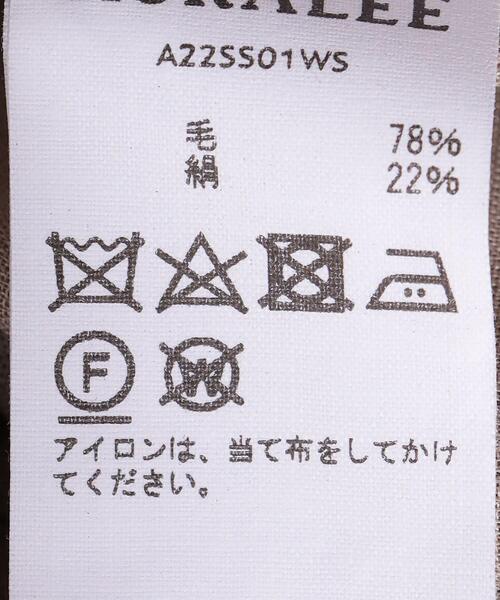 AURALEE
A22SS01WS
毛 78%
絹 22%
F
W
アイロンは、当て布をしてかけ
てください。